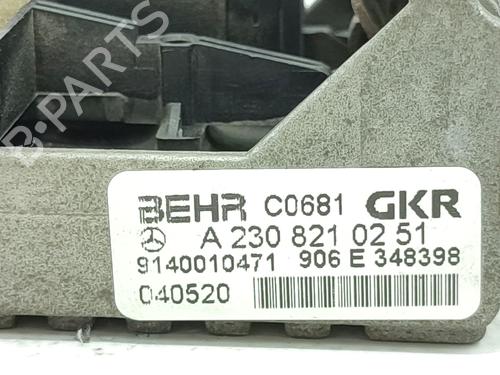 B-PARTS
BEHR C0681 GKR
A 230 821 02 51
9140010471 906 E 348398
040520